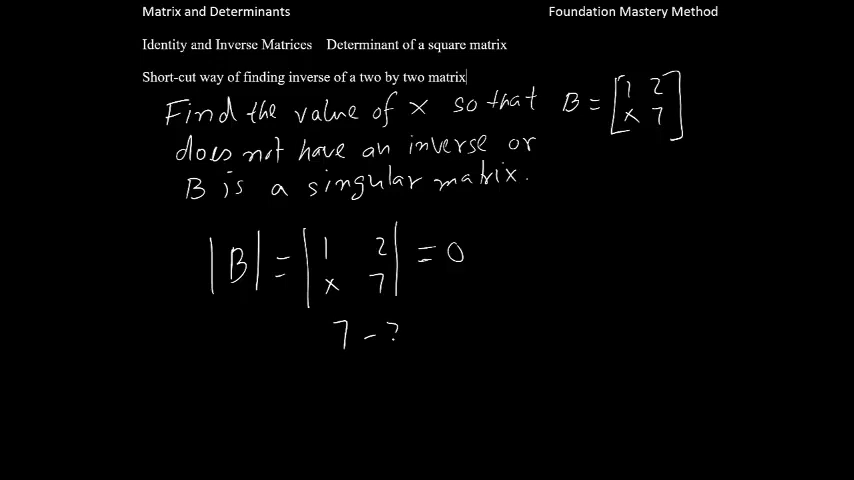 Matrix and Determinants Foundation Mastery Method
Identity and Inverse Matrices Determinant of a square matrix
Short-cut way of finding inverse of a two by two matrix
Find the value of x so that B = [1 2
x 7]
does not have an inverse or
B is a singular matrix.
|B| = |1 2| = 0
x 7
7 - 2